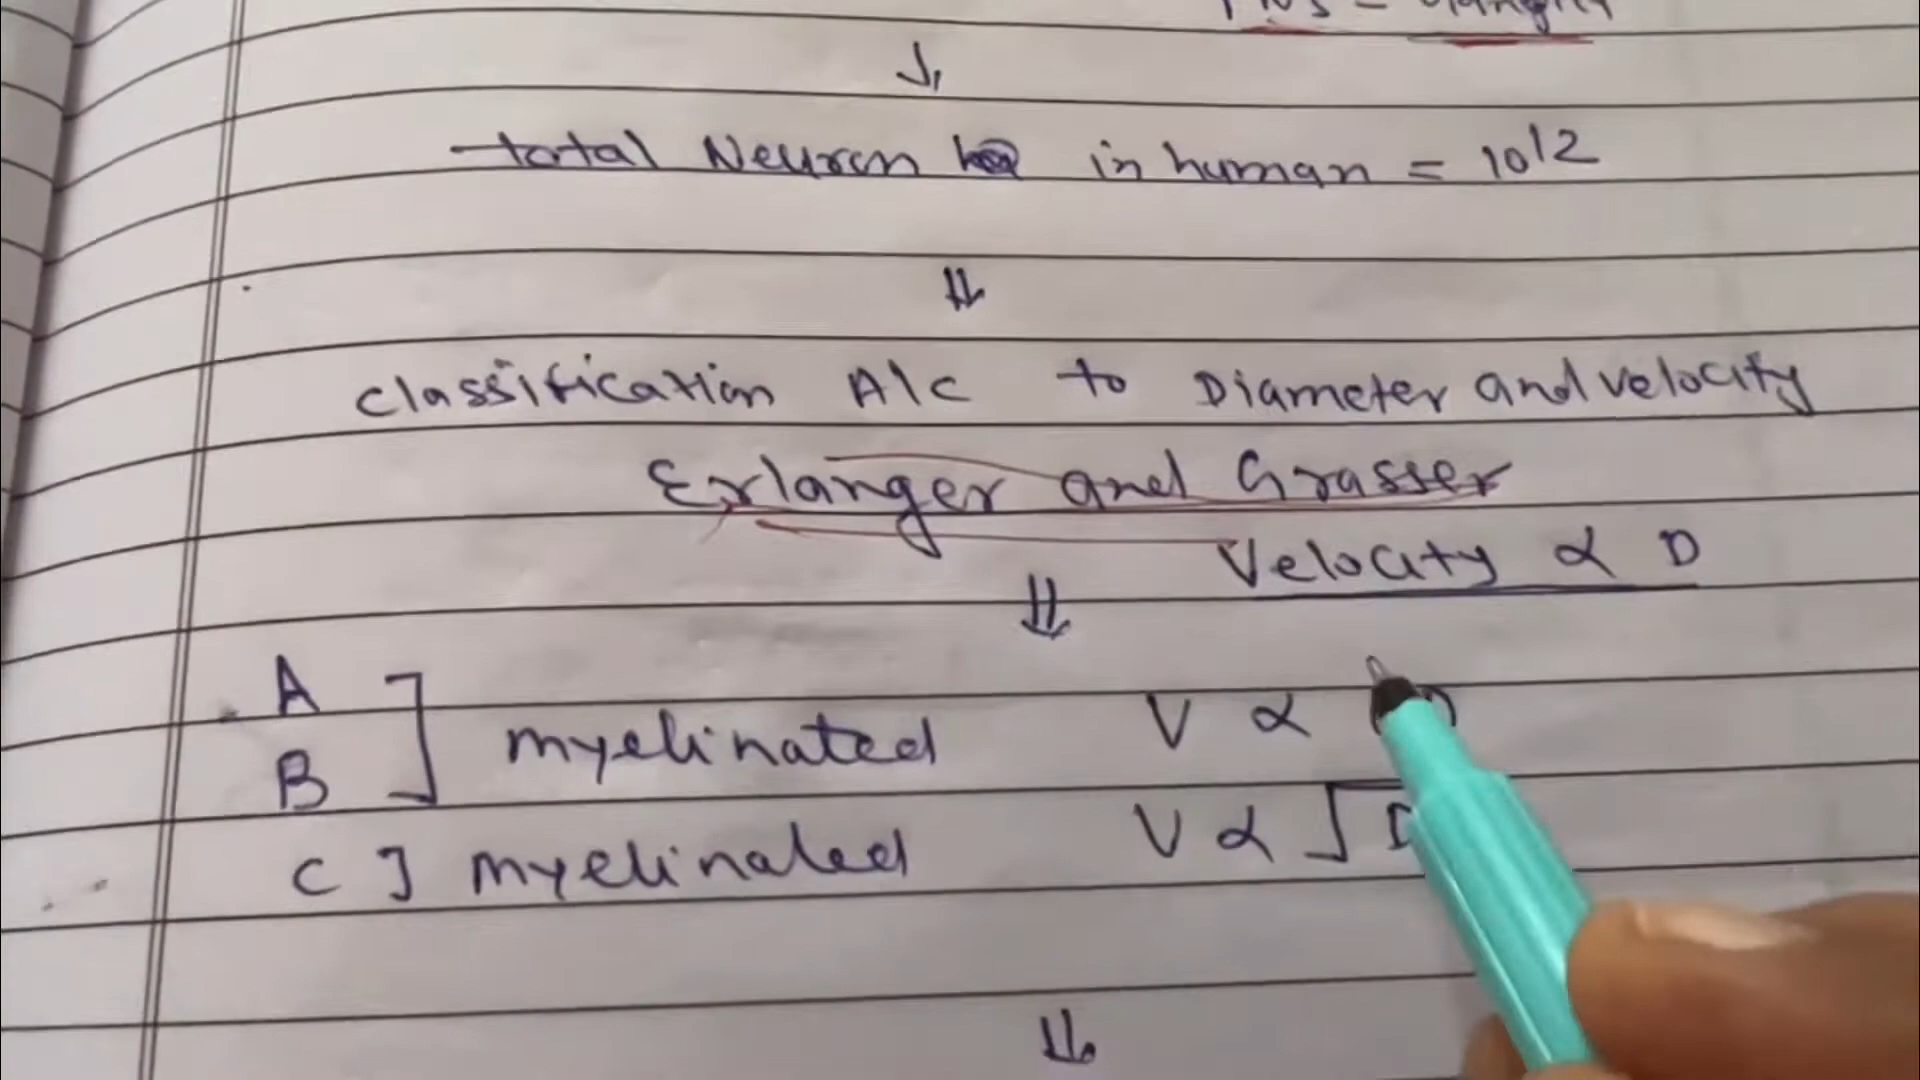 total Neuron in human = 10^12
classification A/c to Diameter and velocity
Erlanger and Grasser
Velocity ∝ D
A
B ] myelinated V ∝
C ] myelinated V ∝ √D